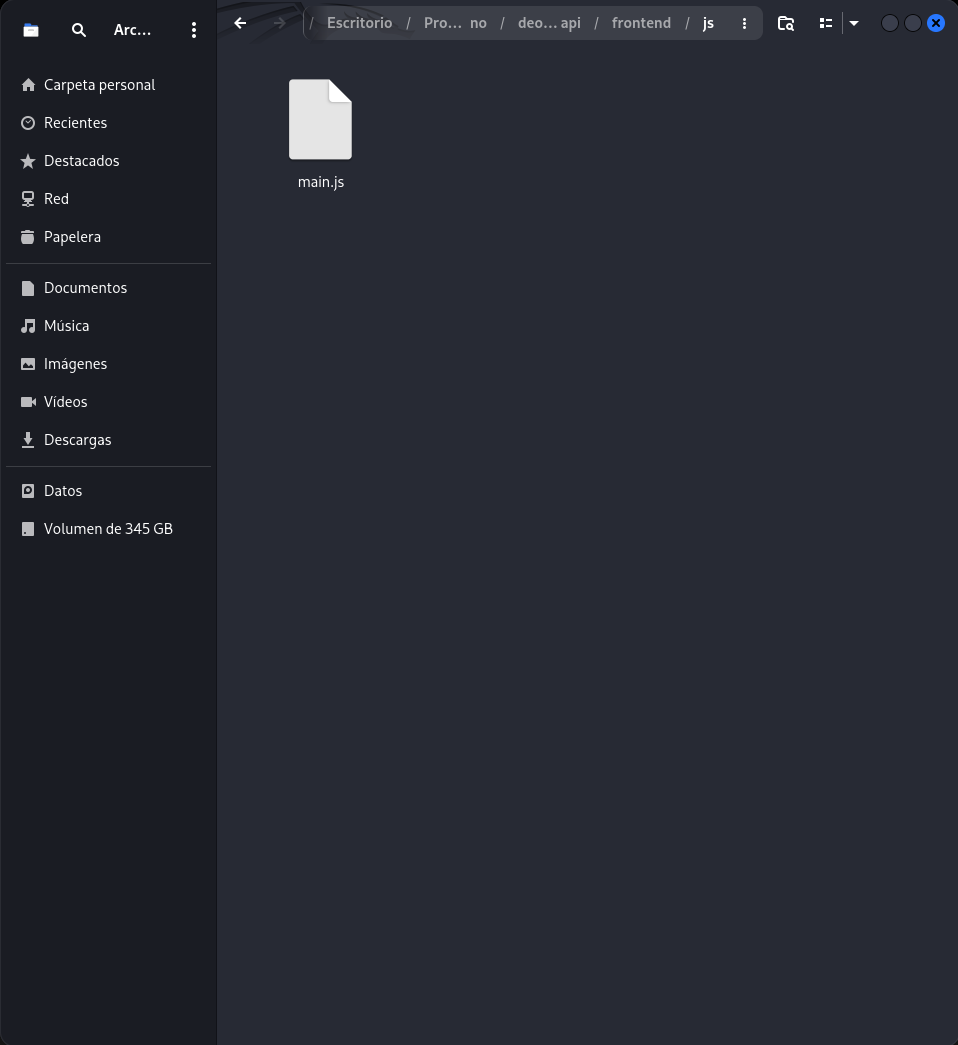 Arc...
/ Escritorio / Pro... no / deo... api / frontend / js
Carpeta personal
Recientes
Destacados
Red
Papelera
Documentos
Música
Imágenes
Vídeos
Descargas
Datos
Volumen de 345 GB
main.js